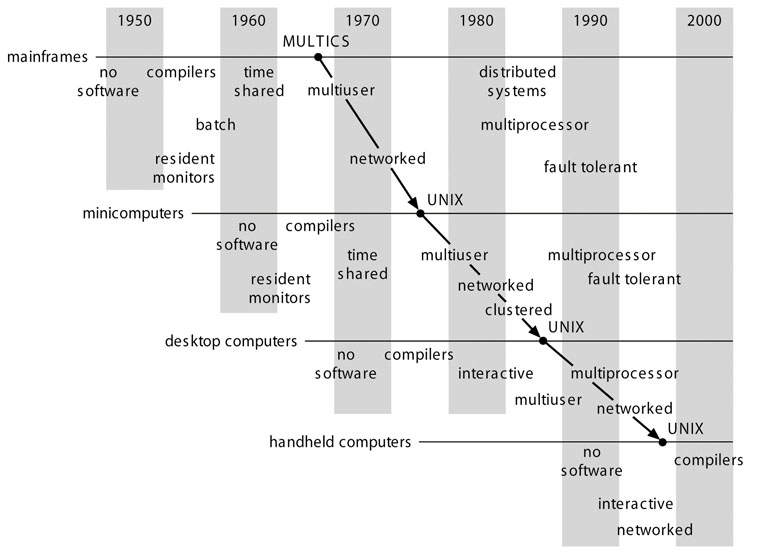 1950 1960 1970 1980 1990 2000
MULTICS
mainframes
no compilers time distributed
software shared multiuser systems
batch multiprocessor
resident networked fault tolerant
monitors
UNIX
minicomputers
no compilers
software
time multiuser multiprocessor
shared
resident networked fault tolerant
monitors
clustered
UNIX
desktop computers
no compilers
software interactive multiprocessor
multiuser networked
UNIX
handheld computers
no compilers
software
interactive
networked